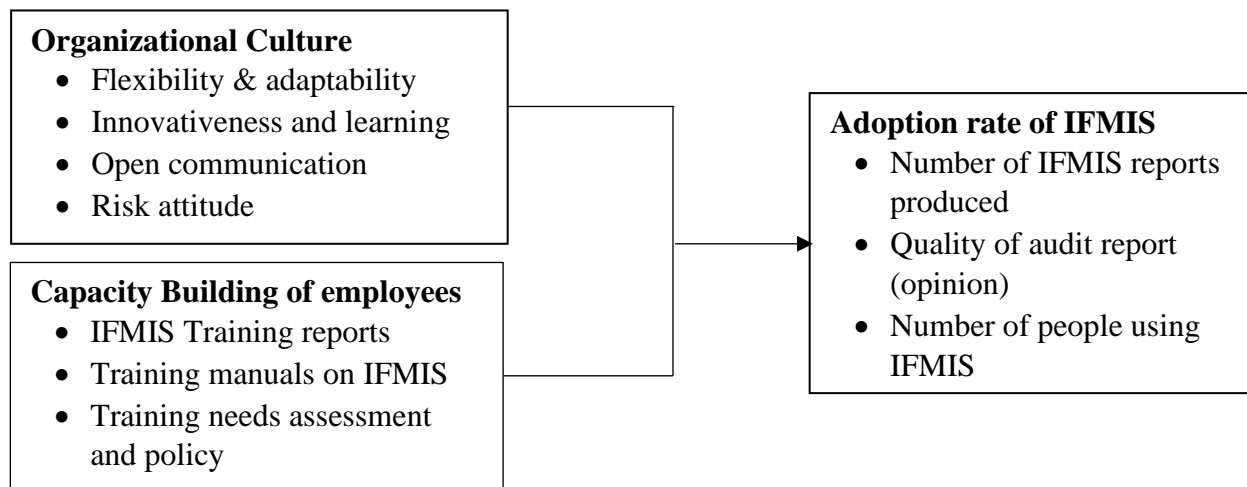 Organizational Culture
• Flexibility & adaptability
• Innovativeness and learning
• Open communication
• Risk attitude
Capacity Building of employees
• IFMIS Training reports
• Training manuals on IFMIS
• Training needs assessment
and policy
Adoption rate of IFMIS
• Number of IFMIS reports
produced
• Quality of audit report
(opinion)
• Number of people using
IFMIS